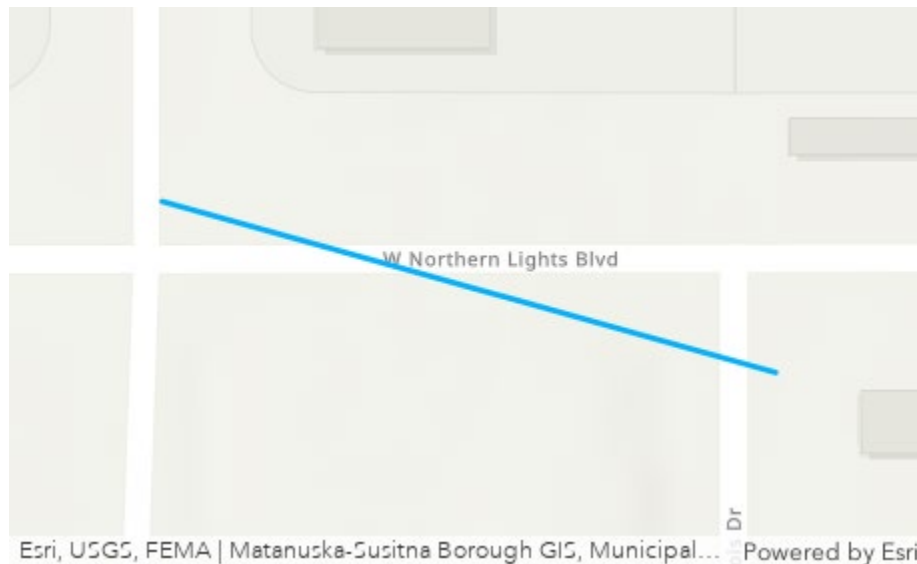 W Northern Lights Blvd
Dr
Esri, USGS, FEMA | Matanuska-Susitna Borough GIS, Municipal...
Powered by Esri